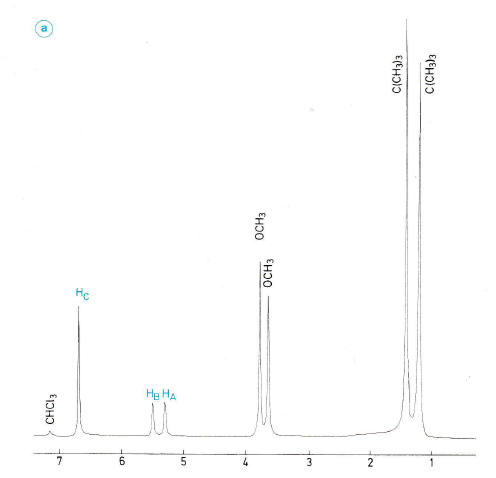 a
C(CH3)3
C(CH3)3
OCH3
OCH3
HC
HB HA
CHCl3
7 6 5 4 3 2 1